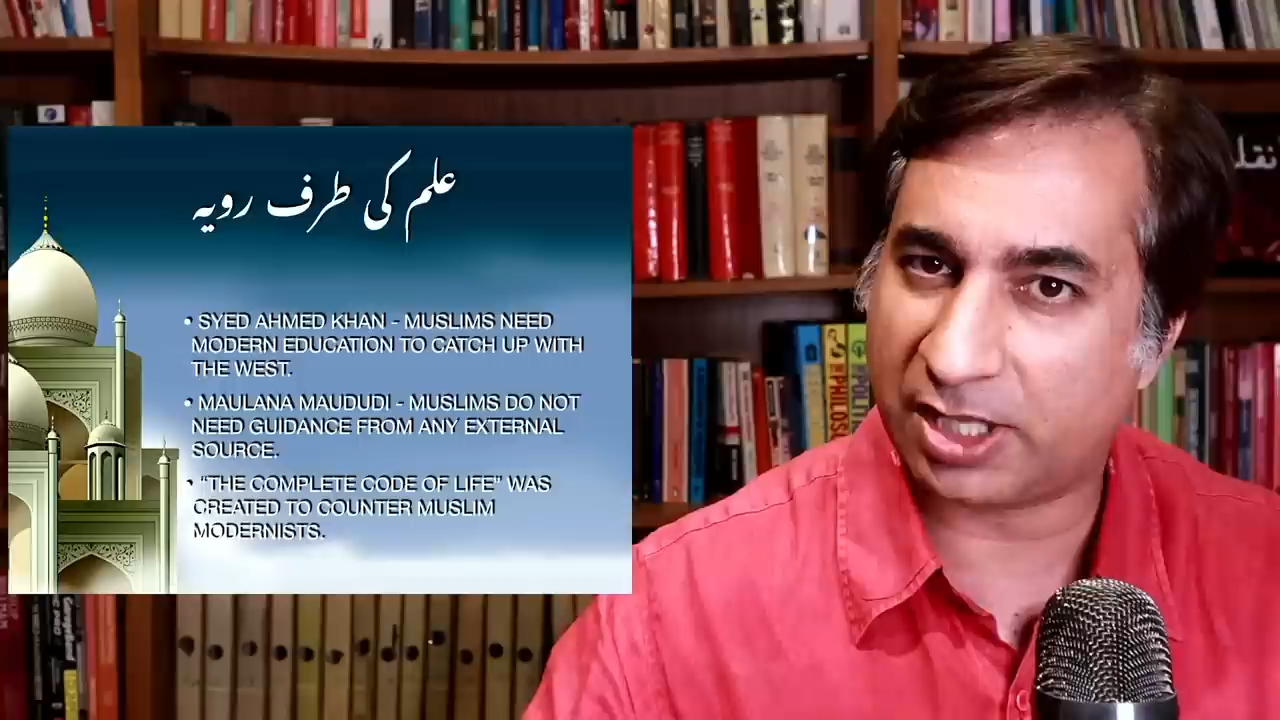 علم کی طرف رویہ
• SYED AHMED KHAN - MUSLIMS NEED
MODERN EDUCATION TO CATCH UP WITH
THE WEST.
• MAULANA MAUDUDI - MUSLIMS DO NOT
NEED GUIDANCE FROM ANY EXTERNAL
SOURCE.
• "THE COMPLETE CODE OF LIFE" WAS
CREATED TO COUNTER MUSLIM
MODERNISTS.